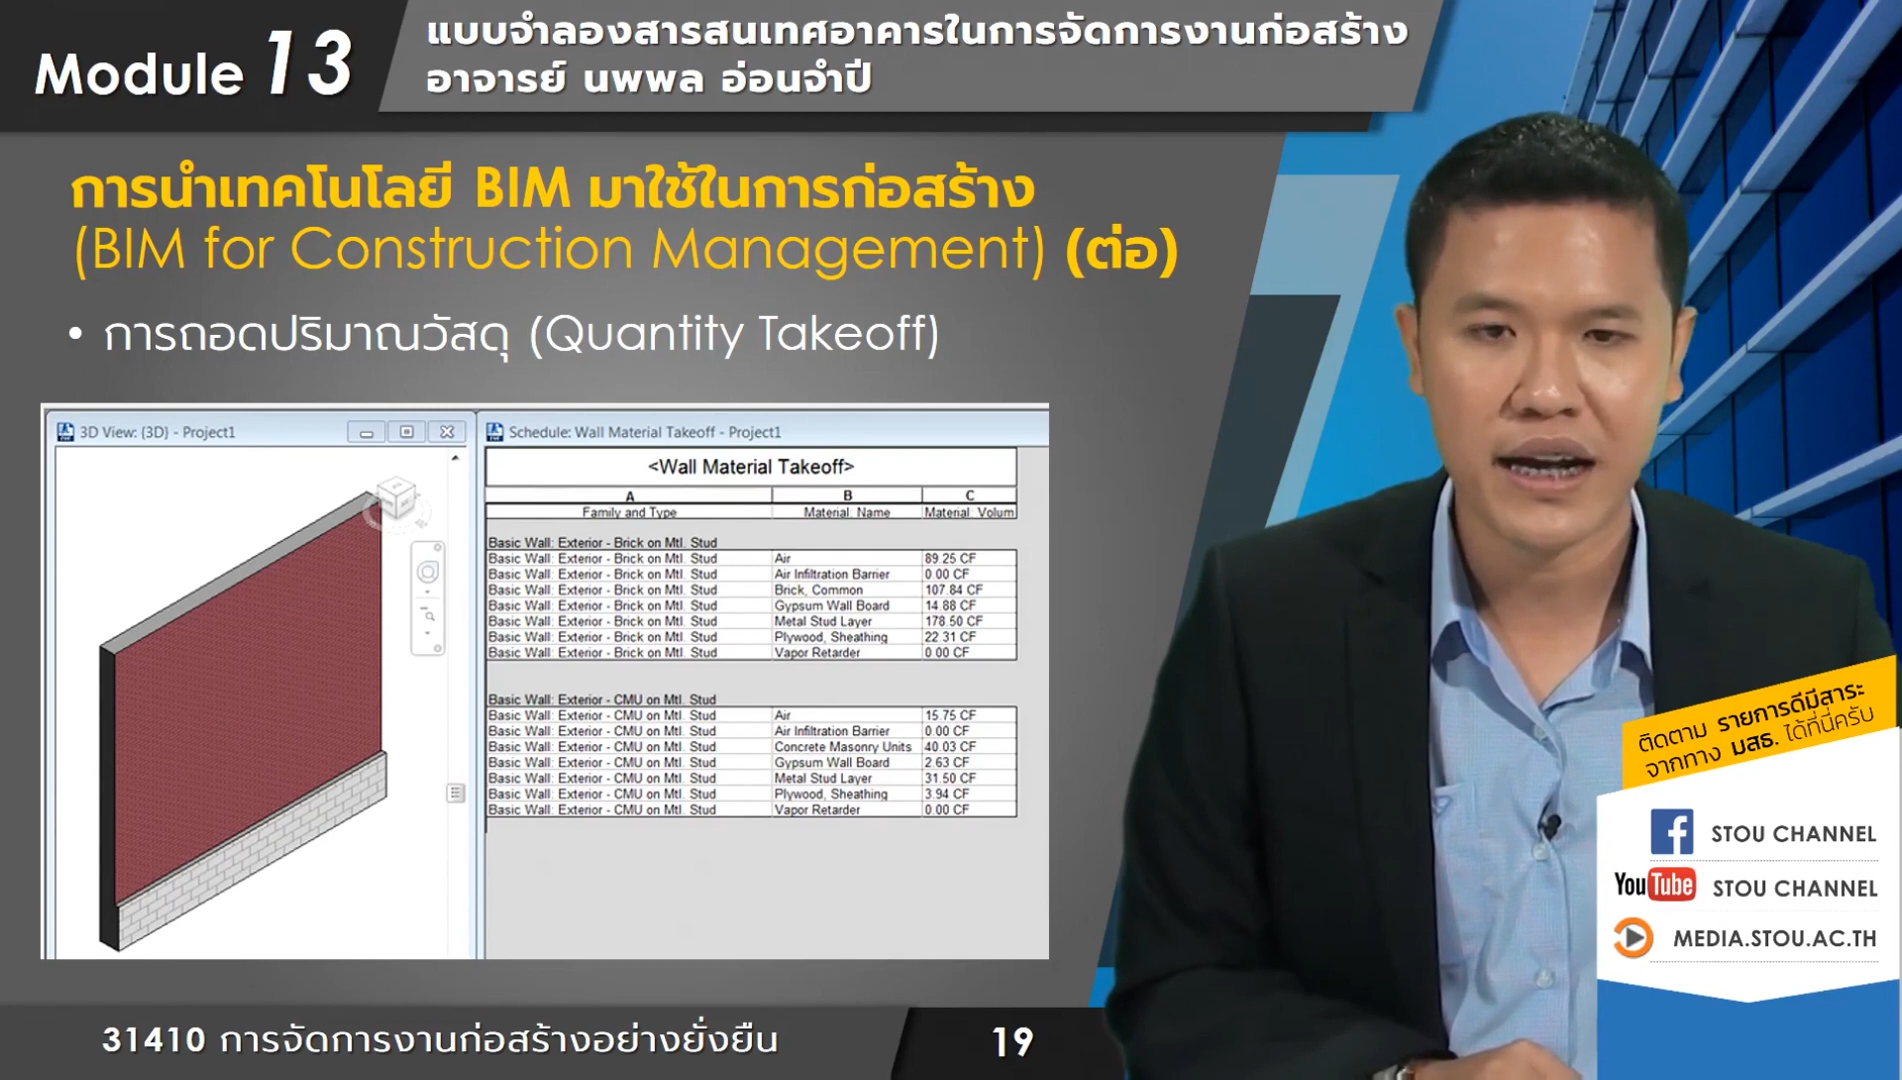 Module 13
แบบจำลองสารสนเทศอาคารในการจัดการงานก่อสร้าง
อาจารย์ นพพล อ่อนจำปี
การนำเทคโนโลยี BIM มาใช้ในการก่อสร้าง
(BIM for Construction Management) (ต่อ)
• การถอดปริมาณวัสดุ (Quantity Takeoff)
3D View: {3D} - Project1
Schedule: Wall Material Takeoff - Project1
<Wall Material Takeoff>
A B C
Family and Type Material: Name Material: Volum
Basic Wall: Exterior - Brick on Mtl. Stud
Basic Wall: Exterior - Brick on Mtl. Stud Air 89.25 CF
Basic Wall: Exterior - Brick on Mtl. Stud Air Infiltration Barrier 0.00 CF
Basic Wall: Exterior - Brick on Mtl. Stud Brick, Common 107.84 CF
Basic Wall: Exterior - Brick on Mtl. Stud Gypsum Wall Board 14.88 CF
Basic Wall: Exterior - Brick on Mtl. Stud Metal Stud Layer 178.50 CF
Basic Wall: Exterior - Brick on Mtl. Stud Plywood, Sheathing 22.31 CF
Basic Wall: Exterior - Brick on Mtl. Stud Vapor Retarder 0.00 CF
Basic Wall: Exterior - CMU on Mtl. Stud
Basic Wall: Exterior - CMU on Mtl. Stud Air 15.75 CF
Basic Wall: Exterior - CMU on Mtl. Stud Air Infiltration Barrier 0.00 CF
Basic Wall: Exterior - CMU on Mtl. Stud Concrete Masonry Units 40.03 CF
Basic Wall: Exterior - CMU on Mtl. Stud Gypsum Wall Board 2.63 CF
Basic Wall: Exterior - CMU on Mtl. Stud Metal Stud Layer 31.50 CF
Basic Wall: Exterior - CMU on Mtl. Stud Plywood, Sheathing 3.94 CF
Basic Wall: Exterior - CMU on Mtl. Stud Vapor Retarder 0.00 CF
ติดตาม รายการดีมีสาระ
จากทาง มสธ. ได้ที่นี่ครับ
f STOU CHANNEL
YouTube STOU CHANNEL
MEDIA.STOU.AC.TH
31410 การจัดการงานก่อสร้างอย่างยั่งยืน
19